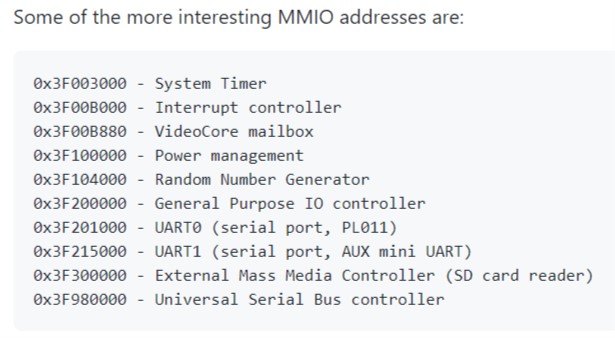 Some of the more interesting MMIO addresses are:
0x3F003000 - System Timer
0x3F00B000 - Interrupt controller
0x3F00B880 - VideoCore mailbox
0x3F100000 - Power management
0x3F104000 - Random Number Generator
0x3F200000 - General Purpose IO controller
0x3F201000 - UART0 (serial port, PL011)
0x3F215000 - UART1 (serial port, AUX mini UART)
0x3F300000 - External Mass Media Controller (SD card reader)
0x3F980000 - Universal Serial Bus controller